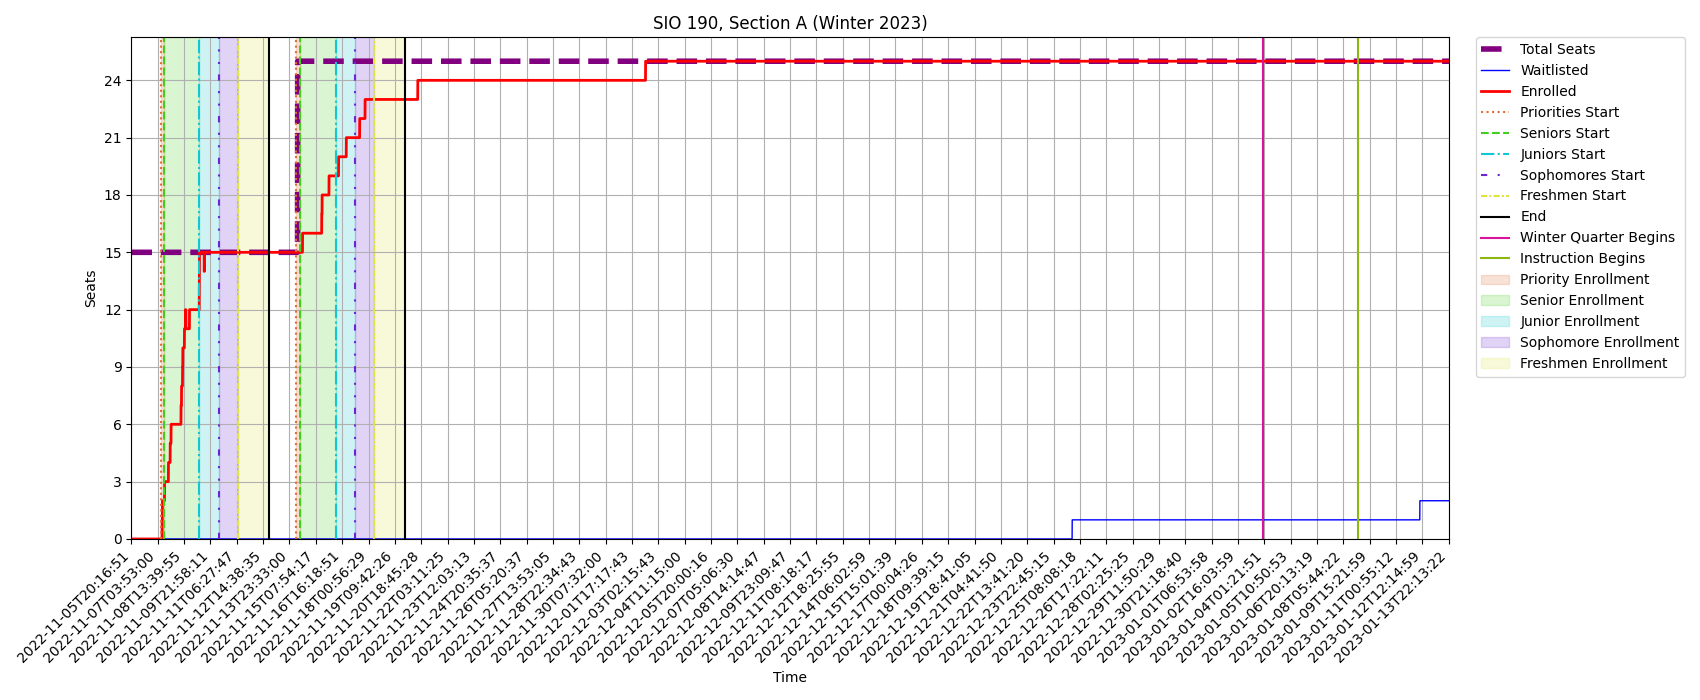 SIO 190, Section A (Winter 2023)
Seats
24
21
18
15
12
9
6
3
0
2022-11-05T20:16:51
2022-11-07T03:53:00
2022-11-08T13:39:55
2022-11-09T21:58:11
2022-11-11T06:27:47
2022-11-12T14:38:35
2022-11-13T23:33:00
2022-11-15T07:54:17
2022-11-16T16:18:51
2022-11-18T00:56:29
2022-11-19T09:42:26
2022-11-20T18:45:28
2022-11-22T03:11:25
2022-11-23T12:03:13
2022-11-24T20:35:37
2022-11-26T05:20:37
2022-11-27T13:53:05
2022-11-28T22:34:43
2022-11-30T07:32:00
2022-12-01T17:17:43
2022-12-03T02:15:43
2022-12-04T11:15:00
2022-12-05T20:00:16
2022-12-07T05:06:30
2022-12-08T14:14:47
2022-12-09T23:09:47
2022-12-11T08:18:17
2022-12-12T18:25:55
2022-12-14T06:02:59
2022-12-15T15:01:39
2022-12-17T00:04:26
2022-12-18T09:39:15
2022-12-19T18:41:05
2022-12-21T04:41:50
2022-12-22T13:41:20
2022-12-23T22:45:15
2022-12-25T08:08:18
2022-12-26T17:22:11
2022-12-28T02:25:25
2022-12-29T11:50:29
2022-12-30T21:18:40
2023-01-01T06:53:58
2023-01-02T16:03:59
2023-01-04T01:21:51
2023-01-05T10:50:53
2023-01-06T20:13:19
2023-01-08T05:44:22
2023-01-09T15:21:59
2023-01-11T00:55:12
2023-01-12T12:14:59
2023-01-13T22:13:22
Time
Total Seats
Waitlisted
Enrolled
Priorities Start
Seniors Start
Juniors Start
Sophomores Start
Freshmen Start
End
Winter Quarter Begins
Instruction Begins
Priority Enrollment
Senior Enrollment
Junior Enrollment
Sophomore Enrollment
Freshmen Enrollment